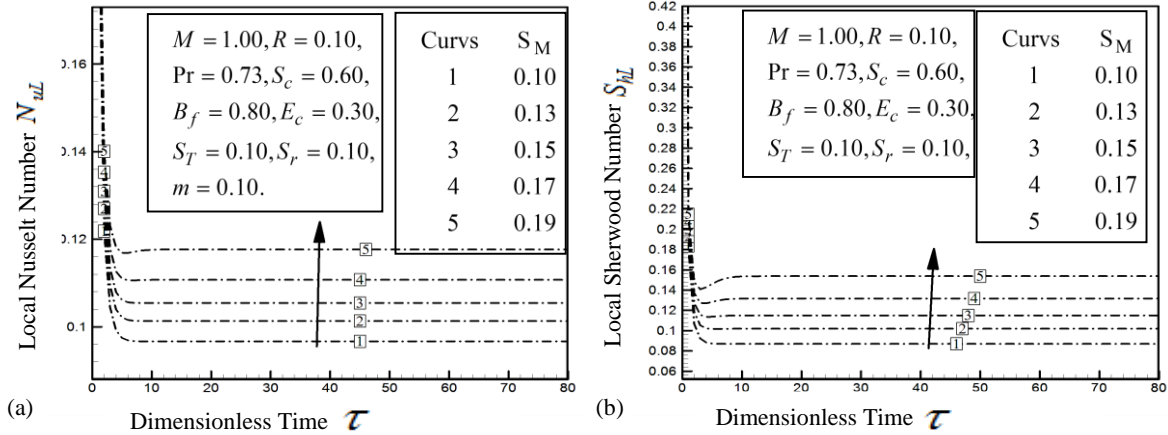 0.16
0.14
0.12
0.1
0 10 20 30 40 50 60 70 80
Local Nusselt Number N_uL
Dimensionless Time τ
(a)
M = 1.00, R = 0.10,
Pr = 0.73, S_c = 0.60,
B_f = 0.80, E_c = 0.30,
S_T = 0.10, S_r = 0.10,
m = 0.10.
Curvs S_M
1 0.10
2 0.13
3 0.15
4 0.17
5 0.19
5
4
3
2
1
5
4
3
2
1
0.42
0.4
0.38
0.36
0.34
0.32
0.3
0.28
0.26
0.24
0.22
0.2
0.18
0.16
0.14
0.12
0.1
0.08
0.06
0 10 20 30 40 50 60 70 80
Local Sherwood Number S_hL
Dimensionless Time τ
(b)
M = 1.00, R = 0.10,
Pr = 0.73, S_c = 0.60,
B_f = 0.80, E_c = 0.30,
S_T = 0.10, S_r = 0.10,
Curvs S_M
1 0.10
2 0.13
3 0.15
4 0.17
5 0.19
5
5
4
3
2
1